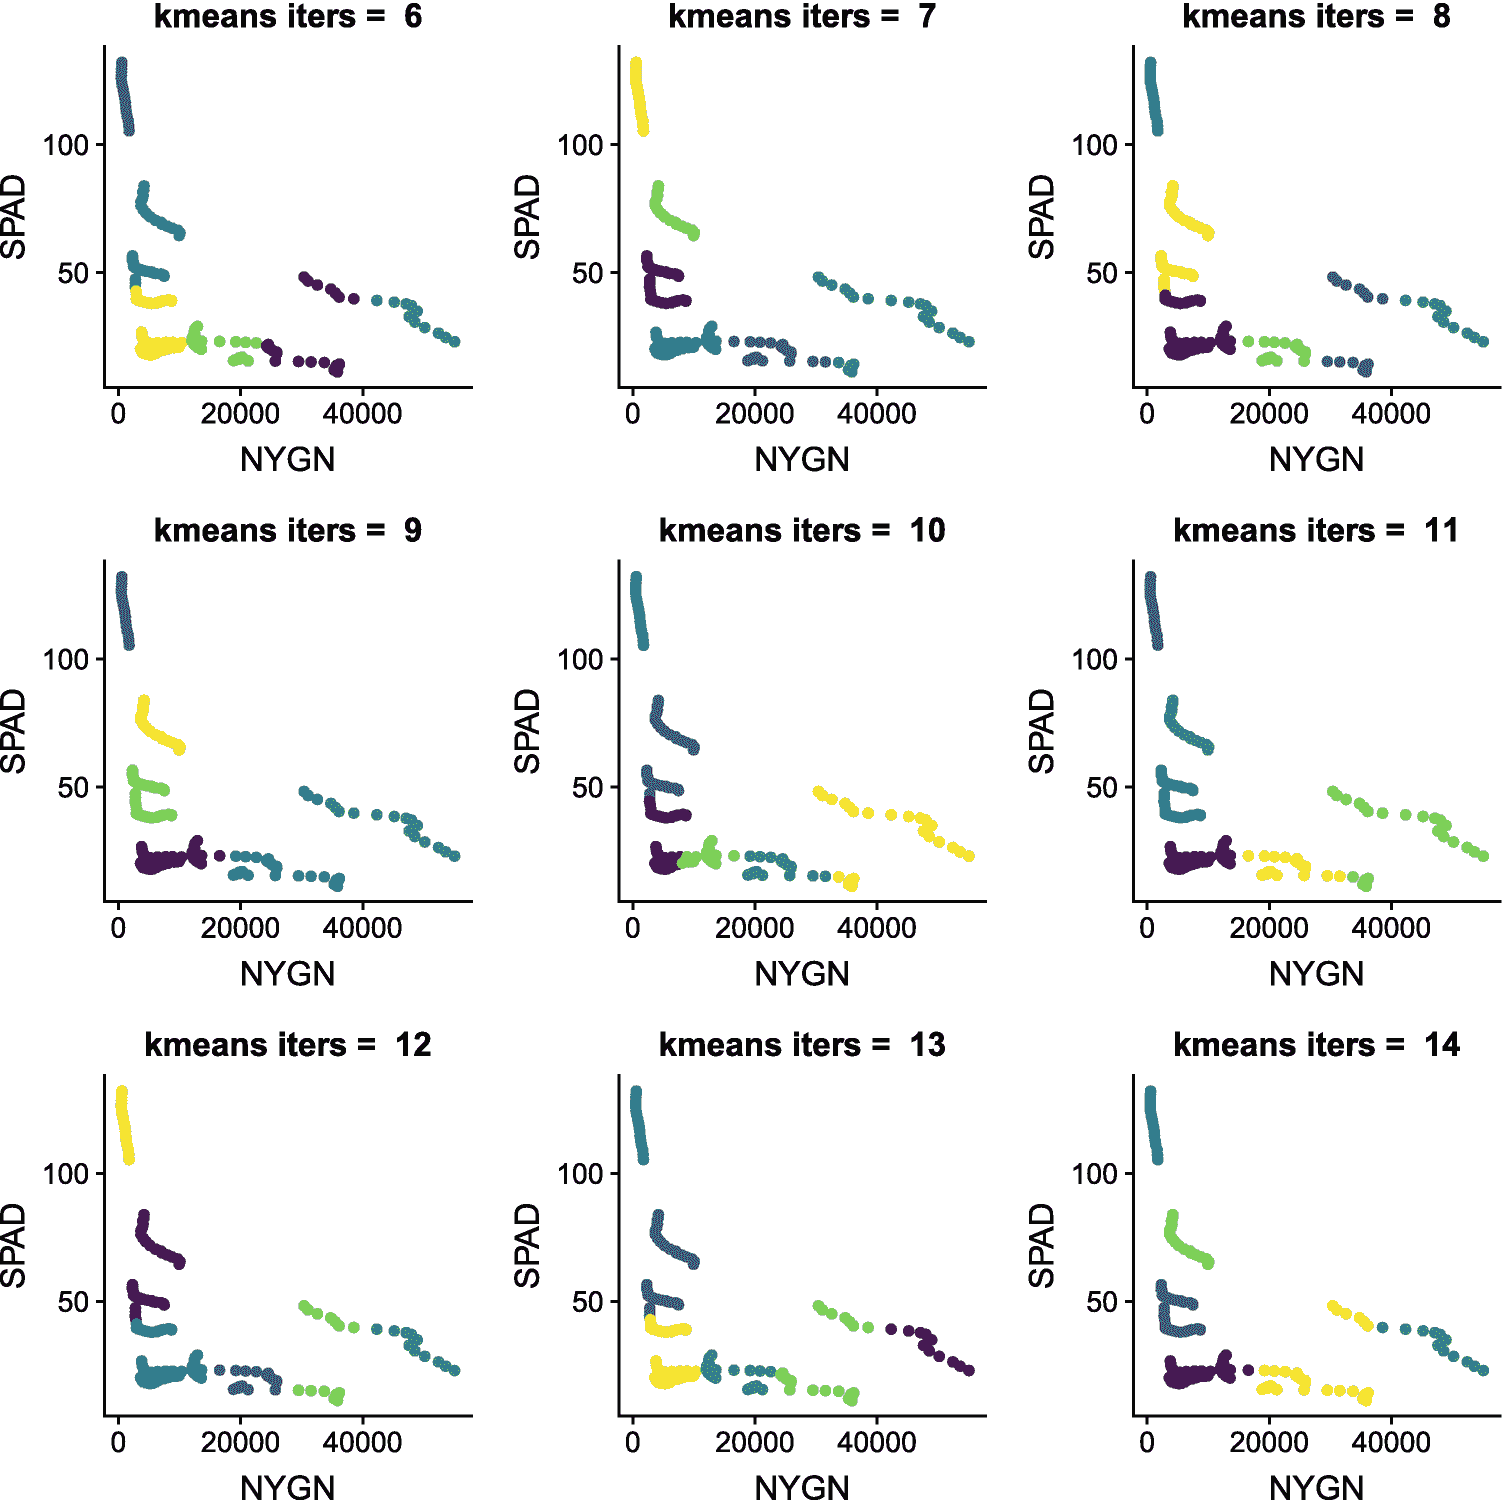 kmeans iters =  6
kmeans iters =  7
kmeans iters =  8
SPAD
100
50
0
20000
40000
NYGN
SPAD
100
50
0
20000
40000
NYGN
SPAD
100
50
0
20000
40000
NYGN
kmeans iters =  9
kmeans iters =  10
kmeans iters =  11
SPAD
100
50
0
20000
40000
NYGN
SPAD
100
50
0
20000
40000
NYGN
SPAD
100
50
0
20000
40000
NYGN
kmeans iters =  12
kmeans iters =  13
kmeans iters =  14
SPAD
100
50
0
20000
40000
NYGN
SPAD
100
50
0
20000
40000
NYGN
SPAD
100
50
0
20000
40000
NYGN